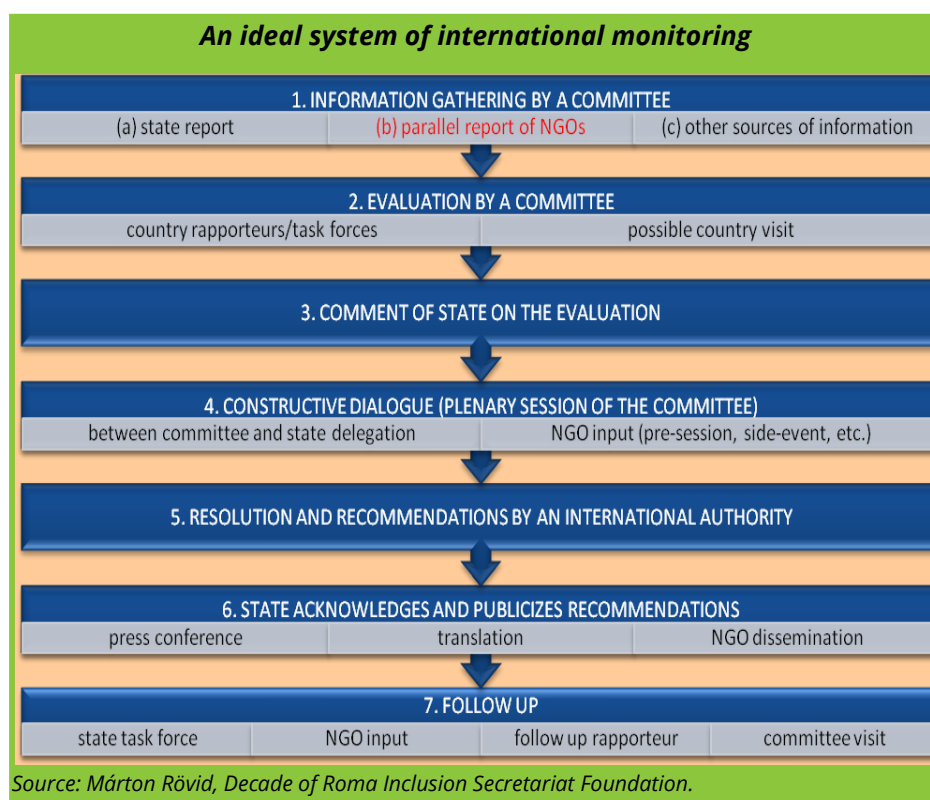 An ideal system of international monitoring
1. INFORMATION GATHERING BY A COMMITTEE
(a) state report
(b) parallel report of NGOs
(c) other sources of information
2. EVALUATION BY A COMMITTEE
country rapporteurs/task forces
possible country visit
3. COMMENT OF STATE ON THE EVALUATION
4. CONSTRUCTIVE DIALOGUE (PLENARY SESSION OF THE COMMITTEE)
between committee and state delegation
NGO input (pre-session, side-event, etc.)
5. RESOLUTION AND RECOMMENDATIONS BY AN INTERNATIONAL AUTHORITY
6. STATE ACKNOWLEDGES AND PUBLICIZES RECOMMENDATIONS
press conference
translation
NGO dissemination
7. FOLLOW UP
state task force
NGO input
follow up rapporteur
committee visit
Source: Márton Rövid, Decade of Roma Inclusion Secretariat Foundation.